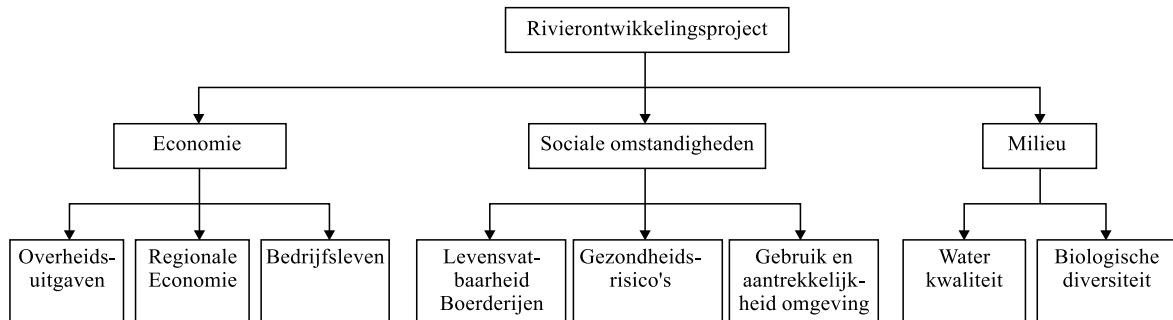 Rivierontwikkelingsproject
Economie
Sociale omstandigheden
Milieu
Overheids-
uitgaven
Regionale
Economie
Bedrijfsleven
Levensvat-
baarheid
Boerderijen
Gezondheids-
risico's
Gebruik en
aantrekkelijk-
heid omgeving
Water
kwaliteit
Biologische
diversiteit